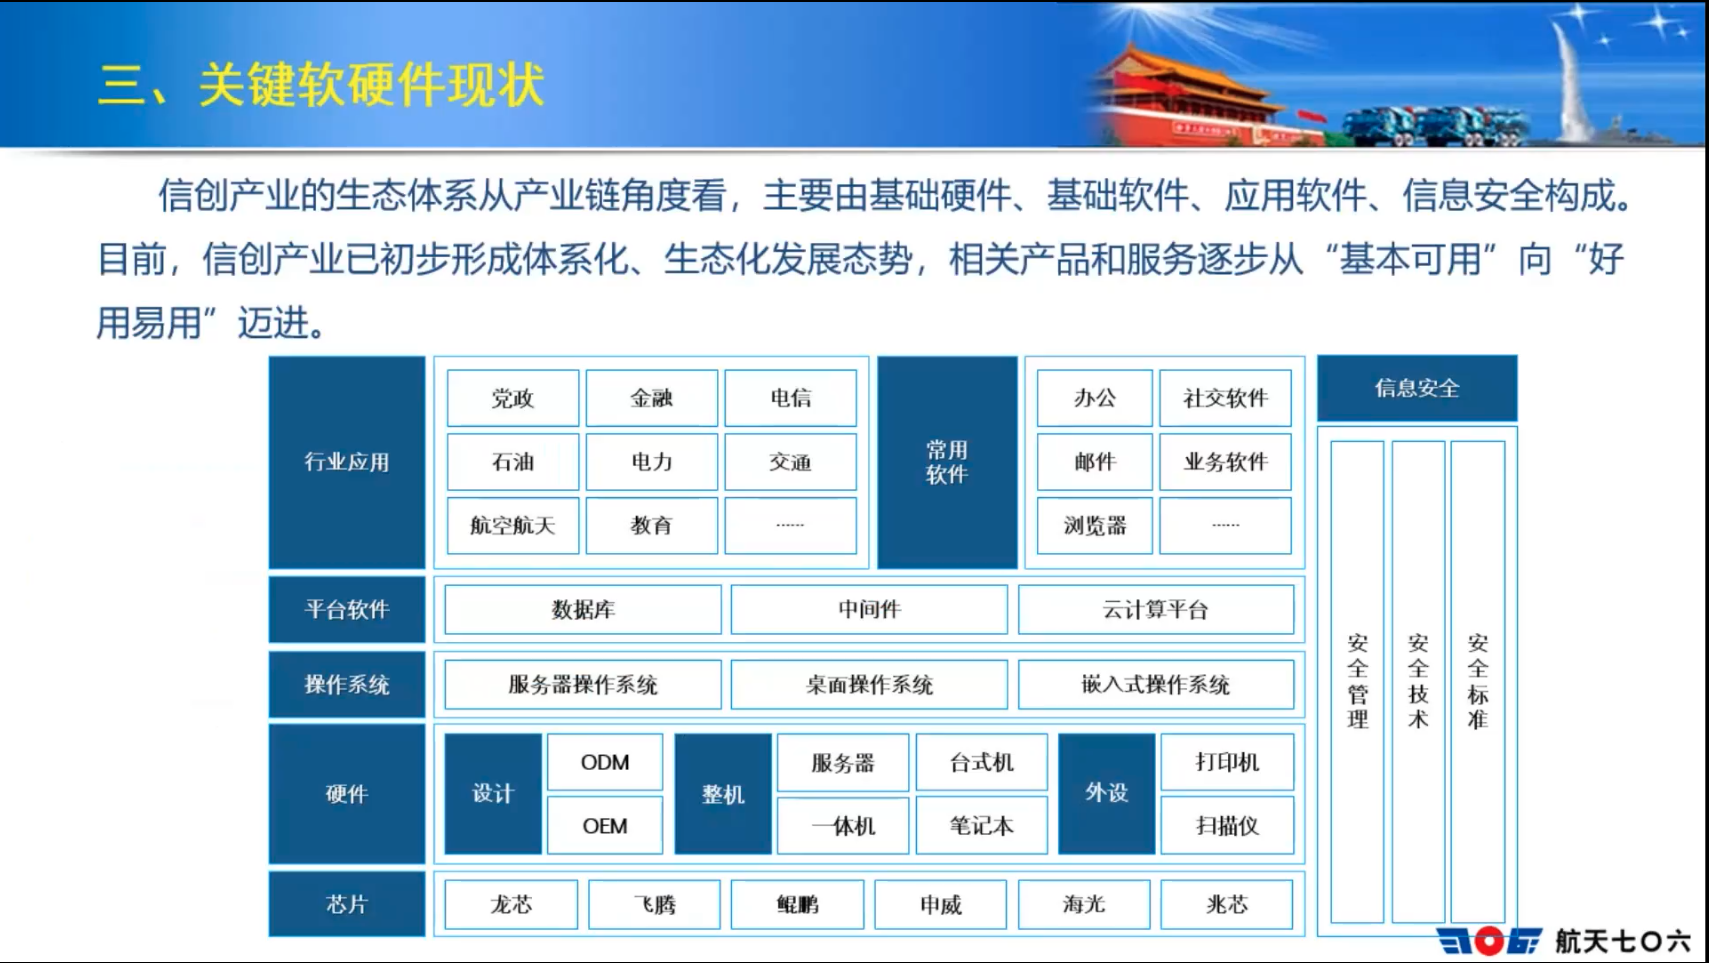 三、关键软硬件现状
信创产业的生态体系从产业链角度看，主要由基础硬件、基础软件、应用软件、信息安全构成。
目前，信创产业已初步形成体系化、生态化发展态势，相关产品和服务逐步从“基本可用”向“好
用易用”迈进。
行业应用
党政 金融 电信
石油 电力 交通
航空航天 教育 ······
常用
软件
办公 社交软件
邮件 业务软件
浏览器 ······
平台软件 数据库 中间件 云计算平台
操作系统 服务器操作系统 桌面操作系统 嵌入式操作系统
硬件
设计
ODM
OEM
整机
服务器 台式机
一体机 笔记本
外设
打印机
扫描仪
芯片 龙芯 飞腾 鲲鹏 申威 海光 兆芯
信息安全
安全管理
安全技术
安全标准
706 航天七〇六